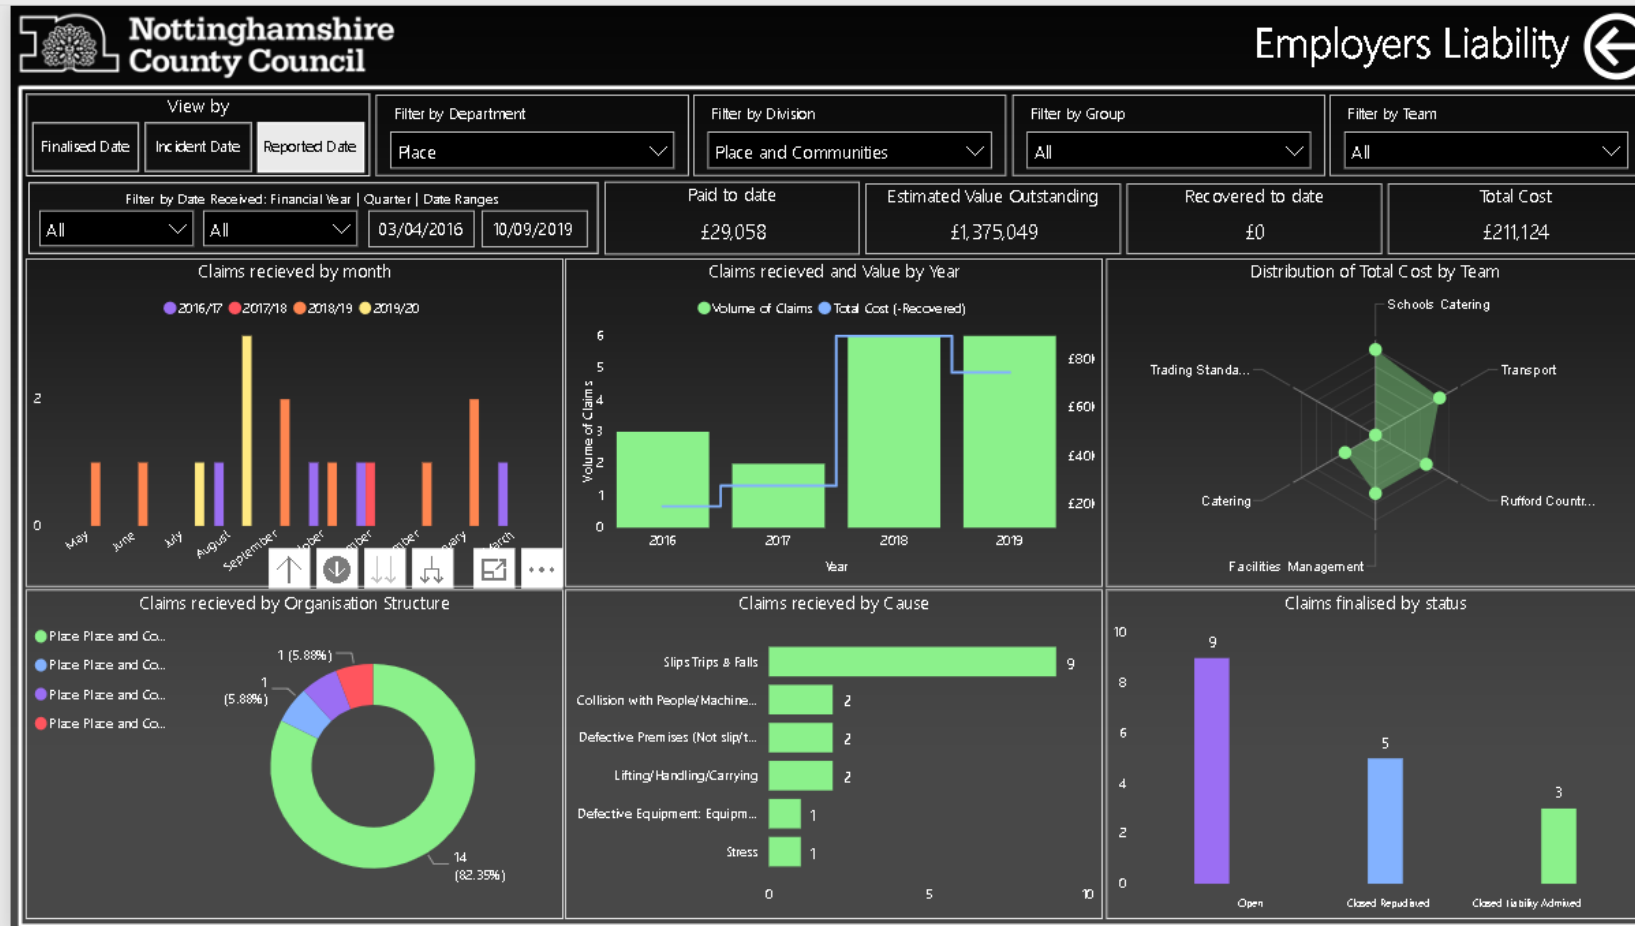 Nottinghamshire
County Council
Employers Liability
View by
Finalised Date
Incident Date
Reported Date
Filter by Department
Place
Filter by Division
Place and Communities
Filter by Group
All
Filter by Team
All
Filter by Date Received: Financial Year | Quarter | Date Ranges
All
All
03/04/2016
10/09/2019
Paid to date
£29,058
Estimated Value Outstanding
£1,375,049
Recovered to date
£0
Total Cost
£211,124
Claims recieved by month
2016/17 2017/18 2018/19 2019/20
2
0
May
June
July
August
September
March
Claims recieved and Value by Year
Volume of Claims Total Cost (-Recovered)
Volume of Claims
6
5
4
3
2
1
0
£80
£60
£40
£20
2016 2017 2018 2019
Year
Distribution of Total Cost by Team
Schools Catering
Transport
Rufford Countr...
Facilities Management
Catering
Trading Standa...
Claims recieved by Organisation Structure
Place Place and Co...
Place Place and Co...
Place Place and Co...
Place Place and Co...
1 (5.88%)
1
(5.88%)
14
(82.35%)
Claims recieved by Cause
Slips Trips & Falls 9
Collision with People/Machine... 2
Defective Premises (Not slip/t... 2
Lifting/Handling/Carrying 2
Defective Equipment: Equipm... 1
Stress 1
0 5 10
Claims finalised by status
10
8
6
4
2
0
9
5
3
Open
Closed Repudiated
Closed Liability Admitted